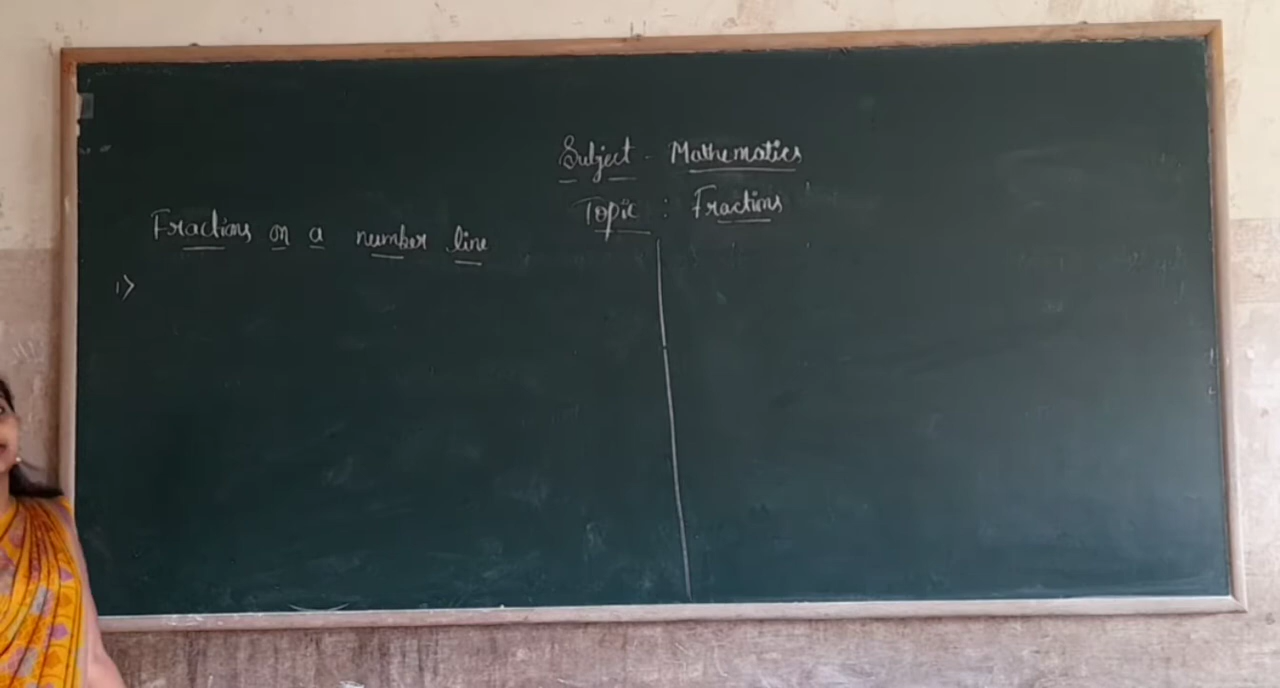 Subject - Mathematics
Topic : Fractions
Fractions on a number line
1)